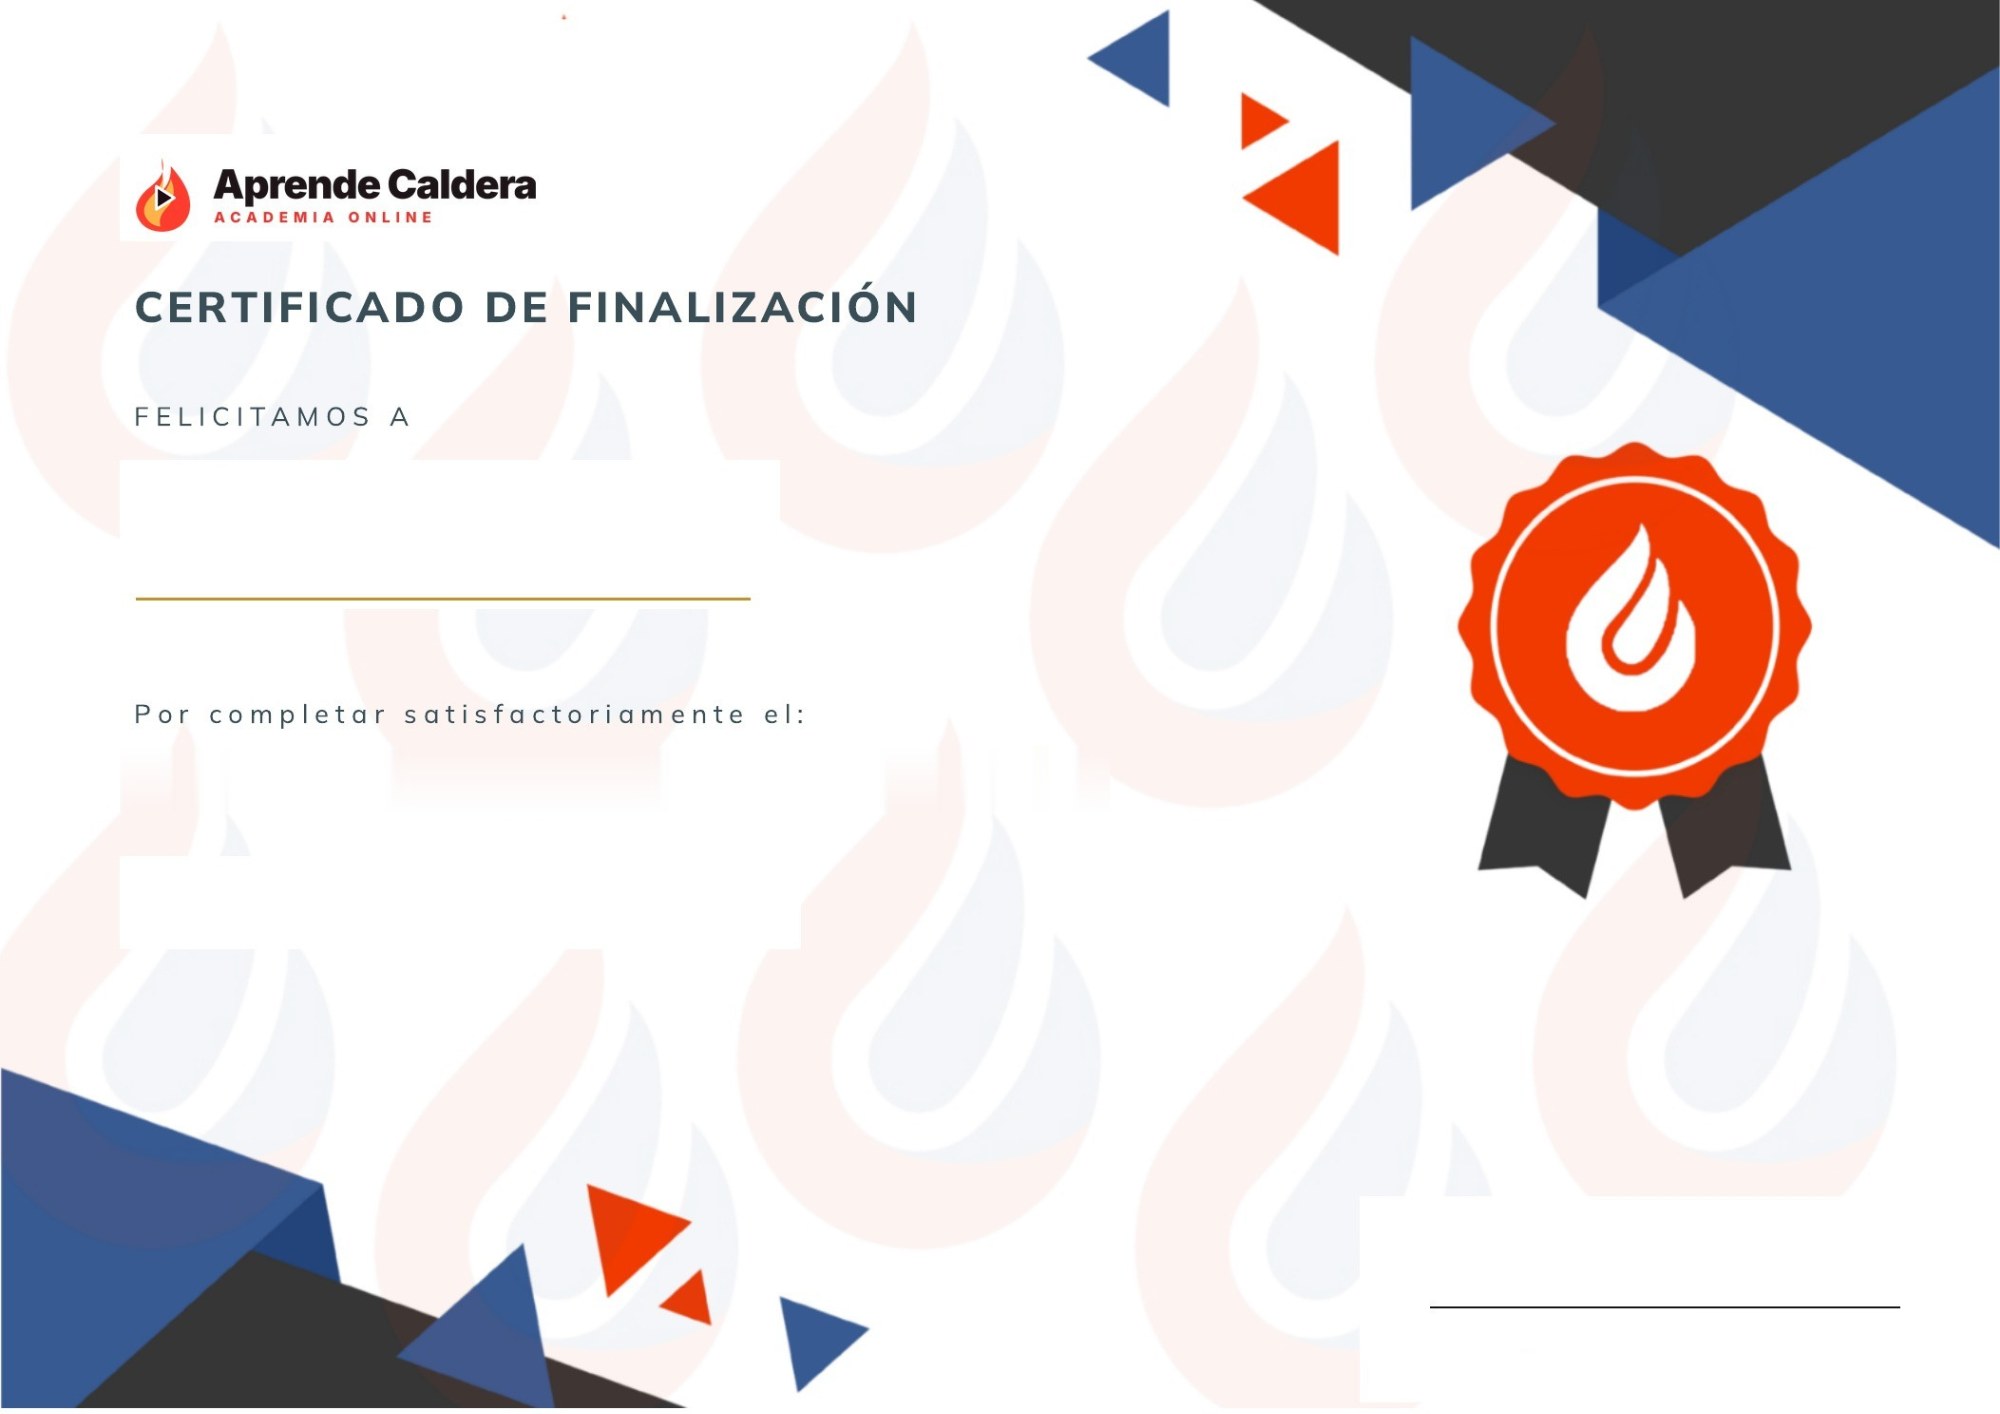 Aprende Caldera
ACADEMIA ONLINE
CERTIFICADO DE FINALIZACIÓN
FELICITAMOS A
Por completar satisfactoriamente el: